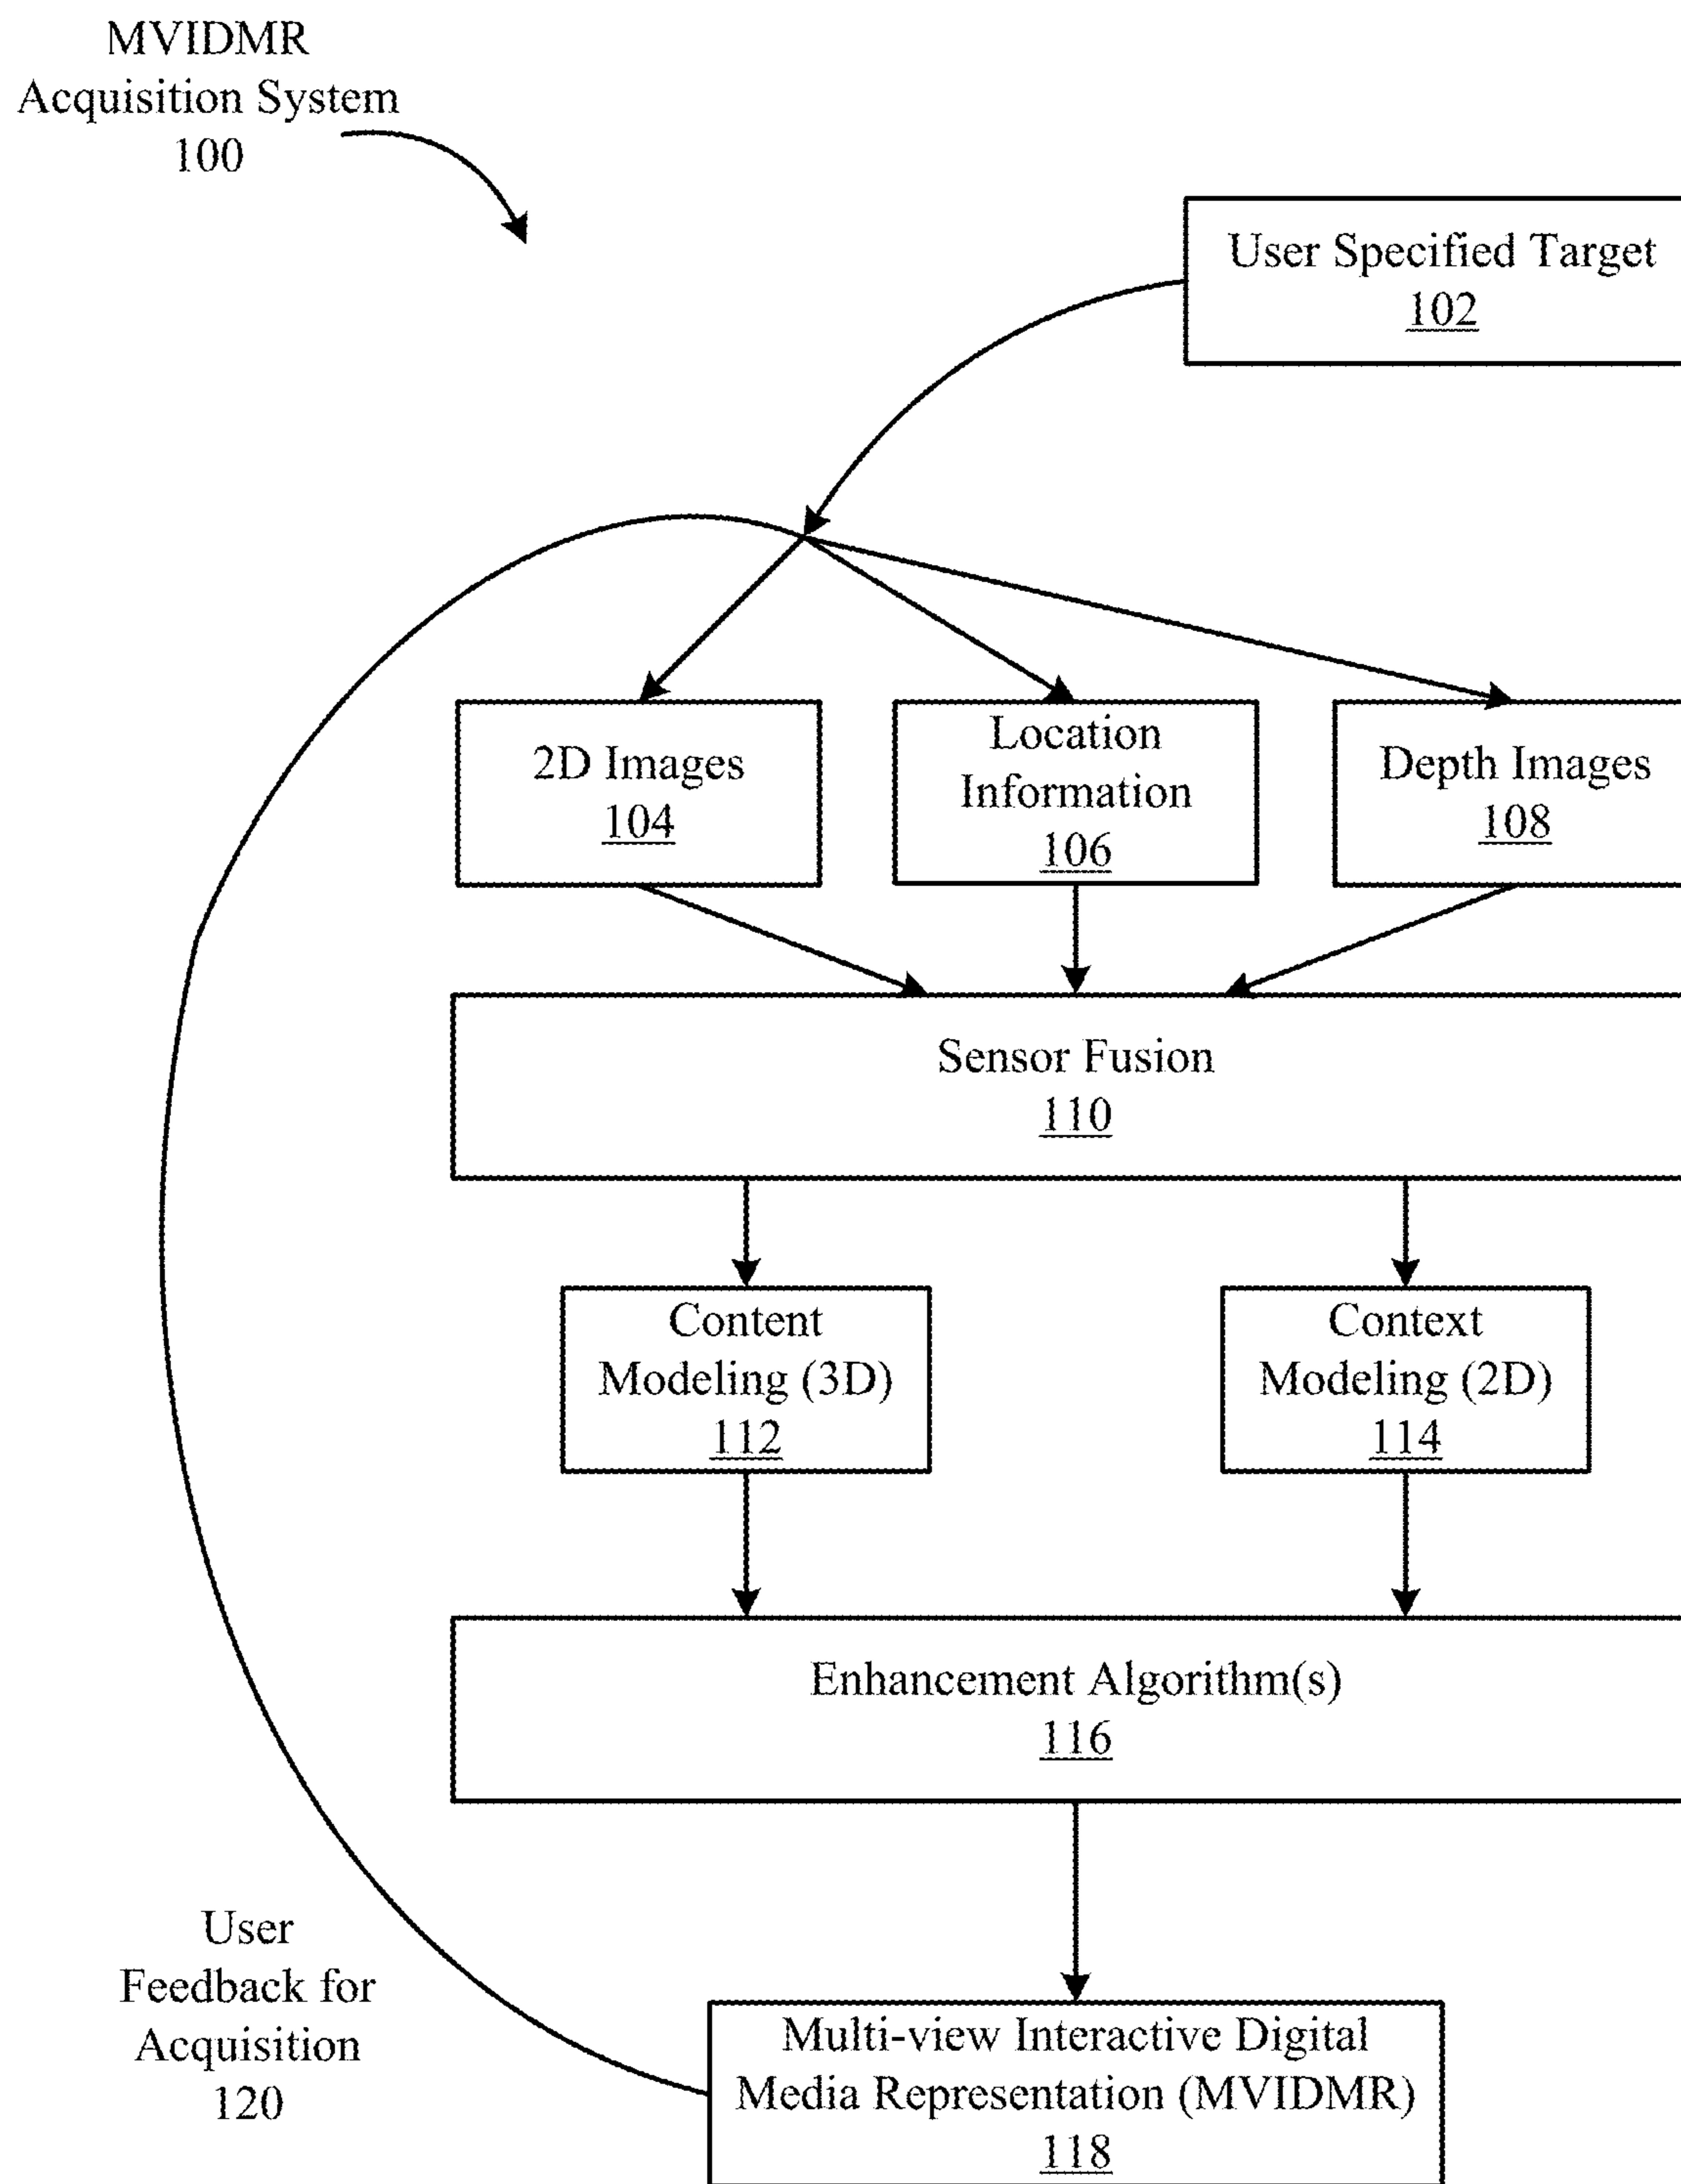 MVIDMR
Acquisition System
100
User Specified Target
102
2D Images
104
Location
Information
106
Depth Images
108
Sensor Fusion
110
Content
Modeling (3D)
112
Context
Modeling (2D)
114
Enhancement Algorithm(s)
116
User
Feedback for
Acquisition
120
Multi-view Interactive Digital
Media Representation (MVIDMR)
118